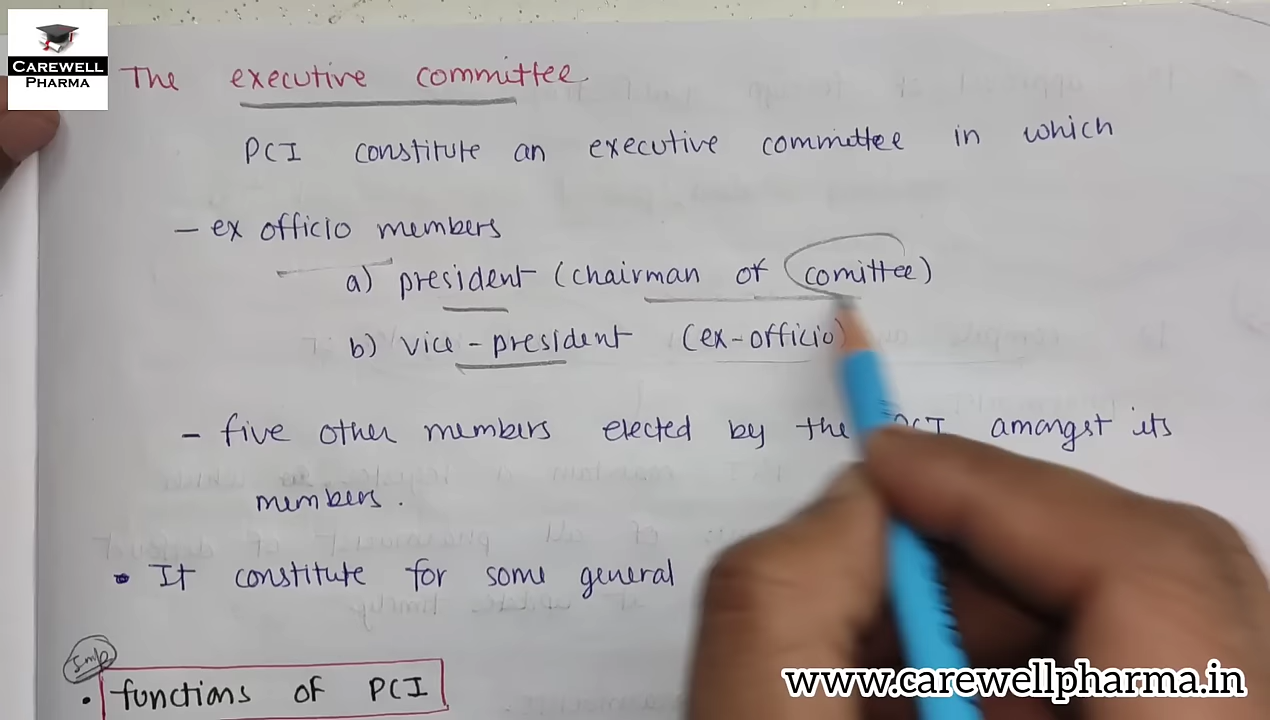 CAREWELL
PHARMA
The executive committee
PCI constitute an executive committee in which
- ex officio members
a) president (chairman of comittee)
b) vice - president (ex-officio)
- five other members elected by the PCI amongst its
members.
• It constitute for some general
Imp
• functions of PCI
www.carewellpharma.in